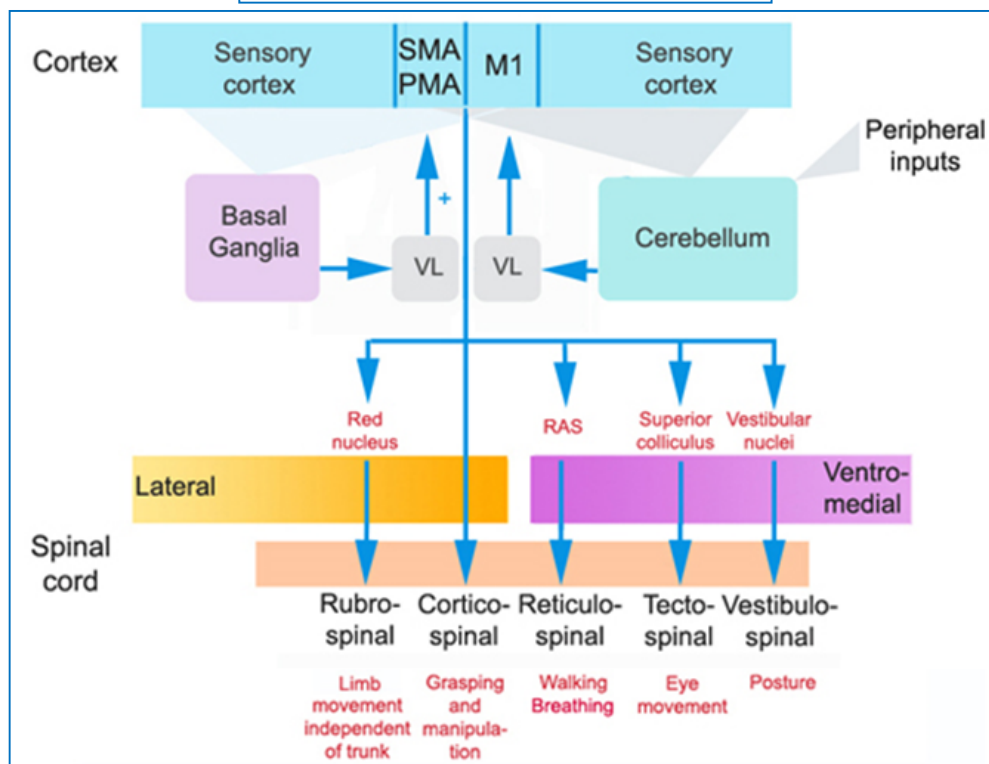 Cortex
Sensory
cortex
SMA
PMA
M1
Sensory
cortex
Peripheral
inputs
Basal
Ganglia
+
VL
VL
Cerebellum
Red
nucleus
RAS
Superior
colliculus
Vestibular
nuclei
Lateral
Ventro-
medial
Spinal
cord
Rubro-
spinal
Cortico-
spinal
Reticulo-
spinal
Tecto-
spinal
Vestibulo-
spinal
Limb
movement
independent
of trunk
Grasping
and
manipula-
tion
Walking
Breathing
Eye
movement
Posture